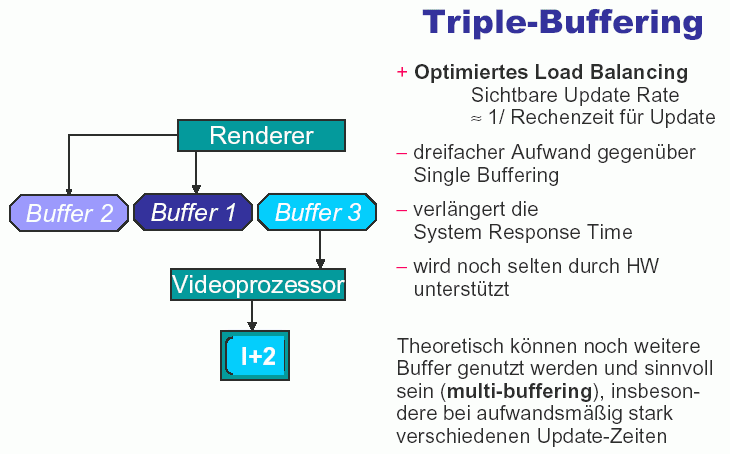 Triple-Buffering
+ Optimiertes Load Balancing
Sichtbare Update Rate
≈ 1/ Rechenzeit für Update
– dreifacher Aufwand gegenüber
Single Buffering
– verlängert die
System Response Time
– wird noch selten durch HW
unterstützt
Theoretisch können noch weitere
Buffer genutzt werden und sinnvoll
sein (multi-buffering), insbeson-
dere bei aufwandsmäßig stark
verschiedenen Update-Zeiten
Renderer
Buffer 2
Buffer 1
Buffer 3
Videoprozessor
I+2